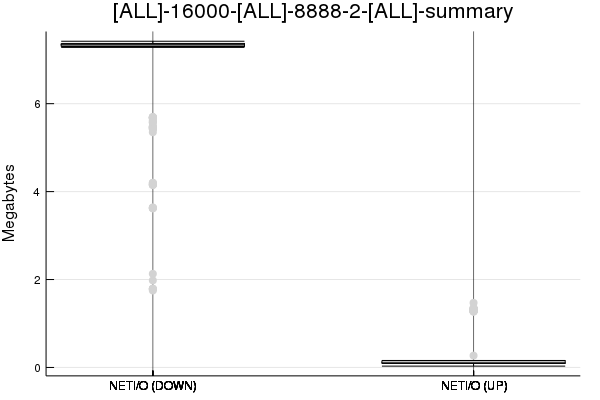 [ALL]-16000-[ALL]-8888-2-[ALL]-summary
Megabytes
6
4
2
0
NETI/O (DOWN)
NETI/O (UP)